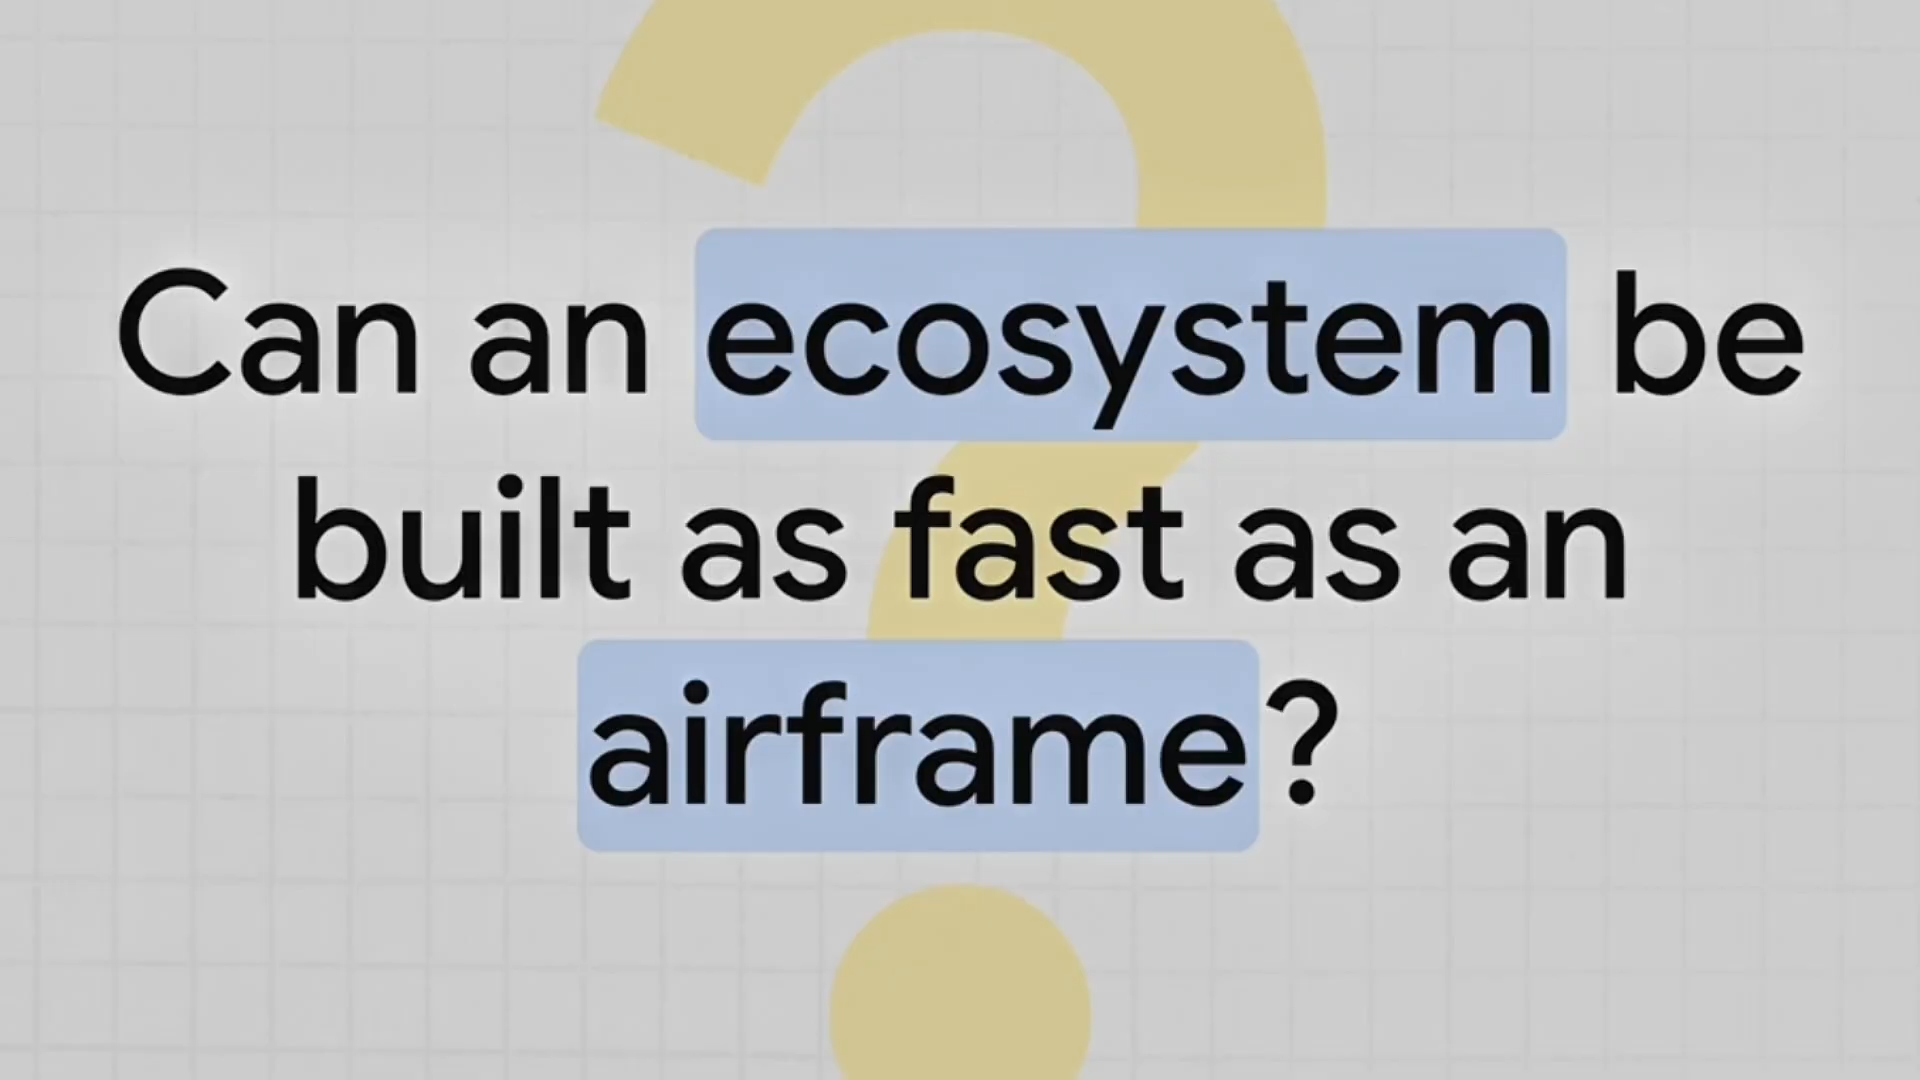 Can an ecosystem be
built as fast as an
airframe?